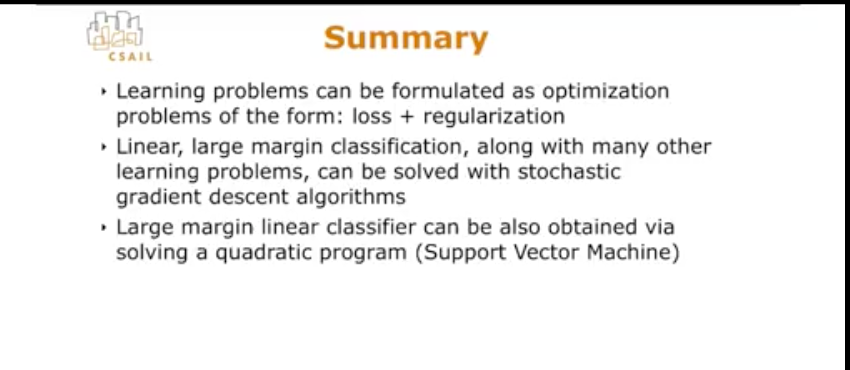 CSAIL
Summary
‣ Learning problems can be formulated as optimization
problems of the form: loss + regularization
‣ Linear, large margin classification, along with many other
learning problems, can be solved with stochastic
gradient descent algorithms
‣ Large margin linear classifier can be also obtained via
solving a quadratic program (Support Vector Machine)